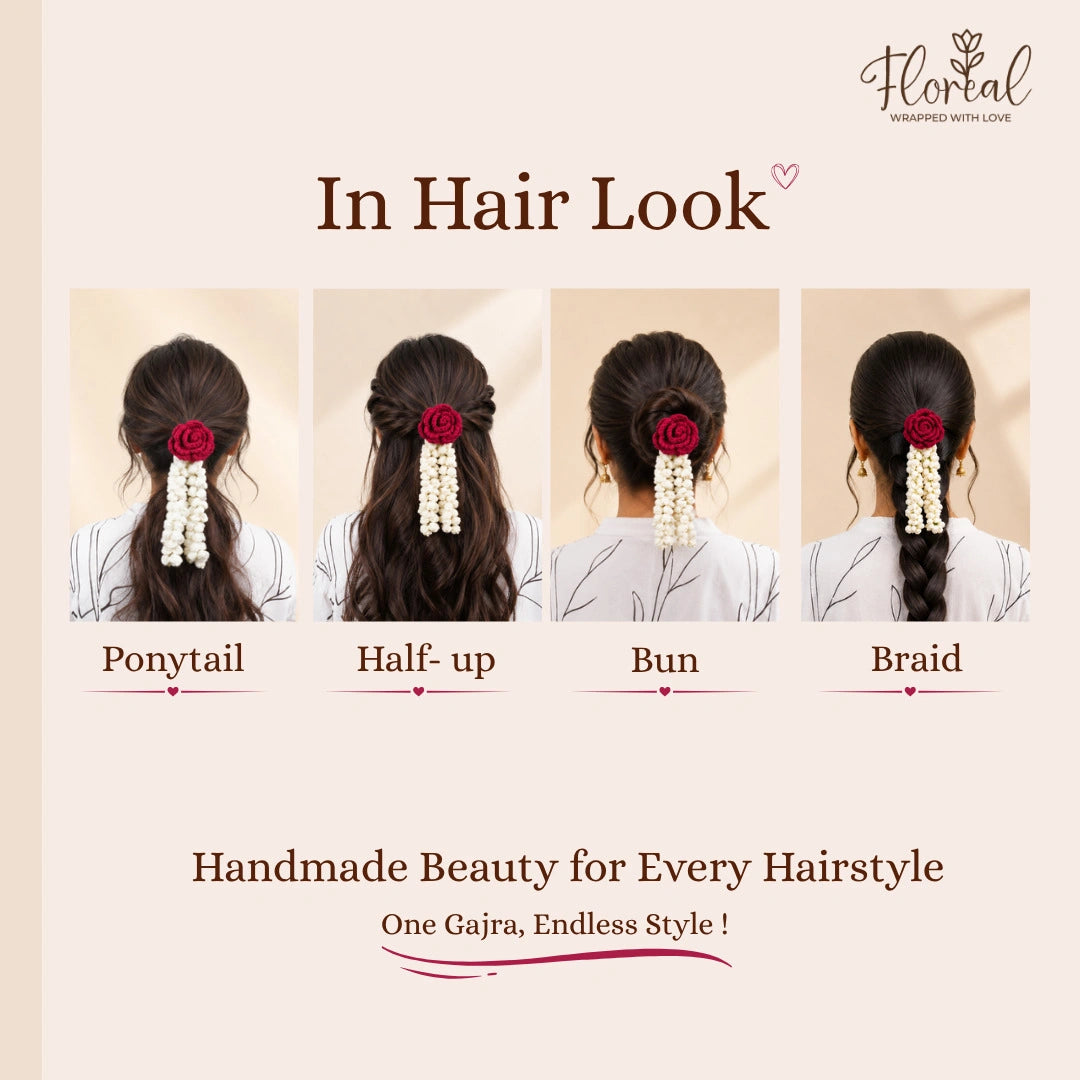 Floreal
WRAPPED WITH LOVE
In Hair Look
Ponytail
Half- up
Bun
Braid
Handmade Beauty for Every Hairstyle
One Gajra, Endless Style !